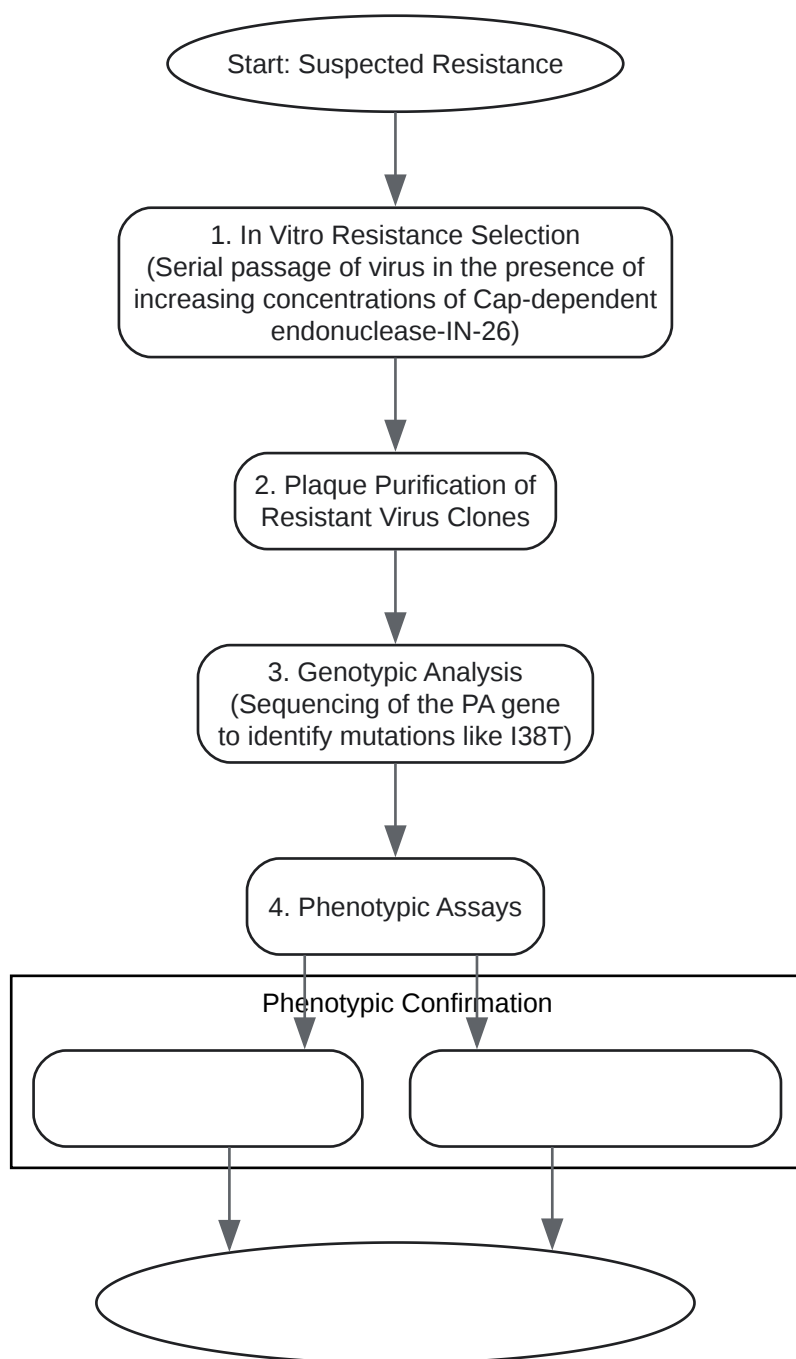 Start: Suspected Resistance
1. In Vitro Resistance Selection
(Serial passage of virus in the presence of
increasing concentrations of Cap-dependent
endonuclease-IN-26)
2. Plaque Purification of
Resistant Virus Clones
3. Genotypic Analysis
(Sequencing of the PA gene
to identify mutations like I38T)
4. Phenotypic Assays
Phenotypic Confirmation